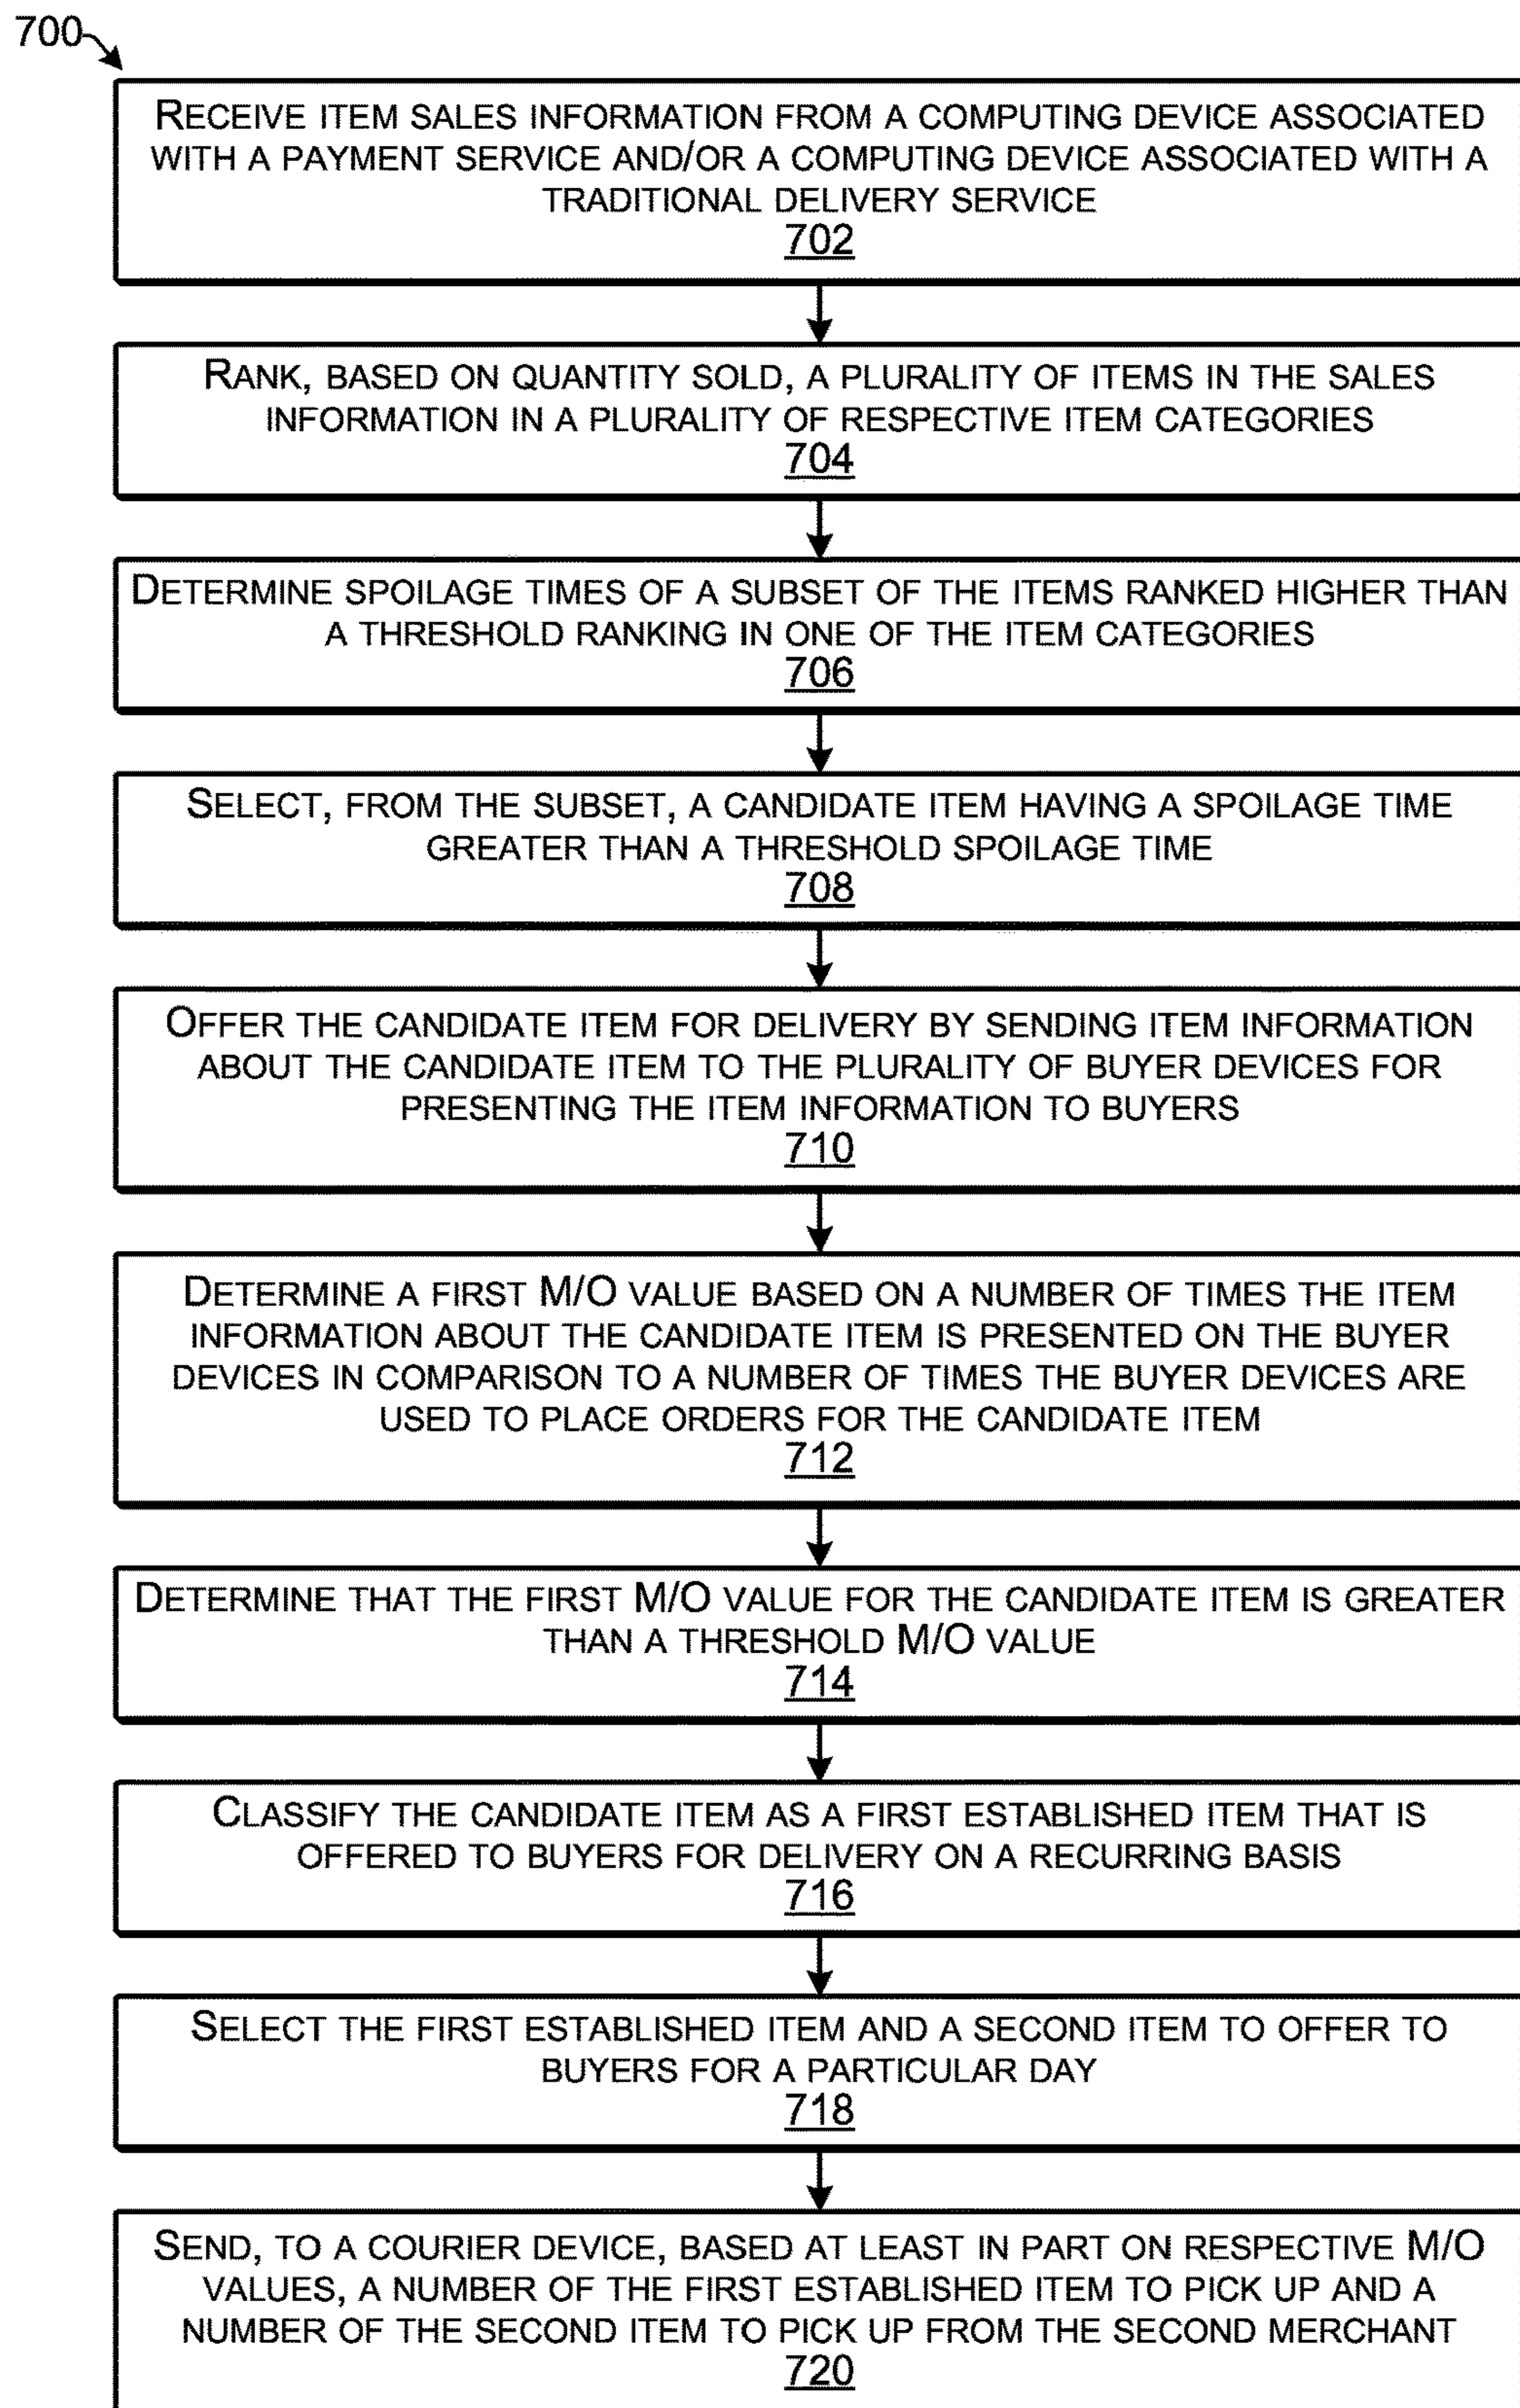 700
RECEIVE ITEM SALES INFORMATION FROM A COMPUTING DEVICE ASSOCIATED
WITH A PAYMENT SERVICE AND/OR A COMPUTING DEVICE ASSOCIATED WITH A
TRADITIONAL DELIVERY SERVICE
702
RANK, BASED ON QUANTITY SOLD, A PLURALITY OF ITEMS IN THE SALES
INFORMATION IN A PLURALITY OF RESPECTIVE ITEM CATEGORIES
704
DETERMINE SPOILAGE TIMES OF A SUBSET OF THE ITEMS RANKED HIGHER THAN
A THRESHOLD RANKING IN ONE OF THE ITEM CATEGORIES
706
SELECT, FROM THE SUBSET, A CANDIDATE ITEM HAVING A SPOILAGE TIME
GREATER THAN A THRESHOLD SPOILAGE TIME
708
OFFER THE CANDIDATE ITEM FOR DELIVERY BY SENDING ITEM INFORMATION
ABOUT THE CANDIDATE ITEM TO THE PLURALITY OF BUYER DEVICES FOR
PRESENTING THE ITEM INFORMATION TO BUYERS
710
DETERMINE A FIRST M/O VALUE BASED ON A NUMBER OF TIMES THE ITEM
INFORMATION ABOUT THE CANDIDATE ITEM IS PRESENTED ON THE BUYER
DEVICES IN COMPARISON TO A NUMBER OF TIMES THE BUYER DEVICES ARE
USED TO PLACE ORDERS FOR THE CANDIDATE ITEM
712
DETERMINE THAT THE FIRST M/O VALUE FOR THE CANDIDATE ITEM IS GREATER
THAN A THRESHOLD M/O VALUE
714
CLASSIFY THE CANDIDATE ITEM AS A FIRST ESTABLISHED ITEM THAT IS
OFFERED TO BUYERS FOR DELIVERY ON A RECURRING BASIS
716
SELECT THE FIRST ESTABLISHED ITEM AND A SECOND ITEM TO OFFER TO
BUYERS FOR A PARTICULAR DAY
718
SEND, TO A COURIER DEVICE, BASED AT LEAST IN PART ON RESPECTIVE M/O
VALUES, A NUMBER OF THE FIRST ESTABLISHED ITEM TO PICK UP AND A
NUMBER OF THE SECOND ITEM TO PICK UP FROM THE SECOND MERCHANT
720